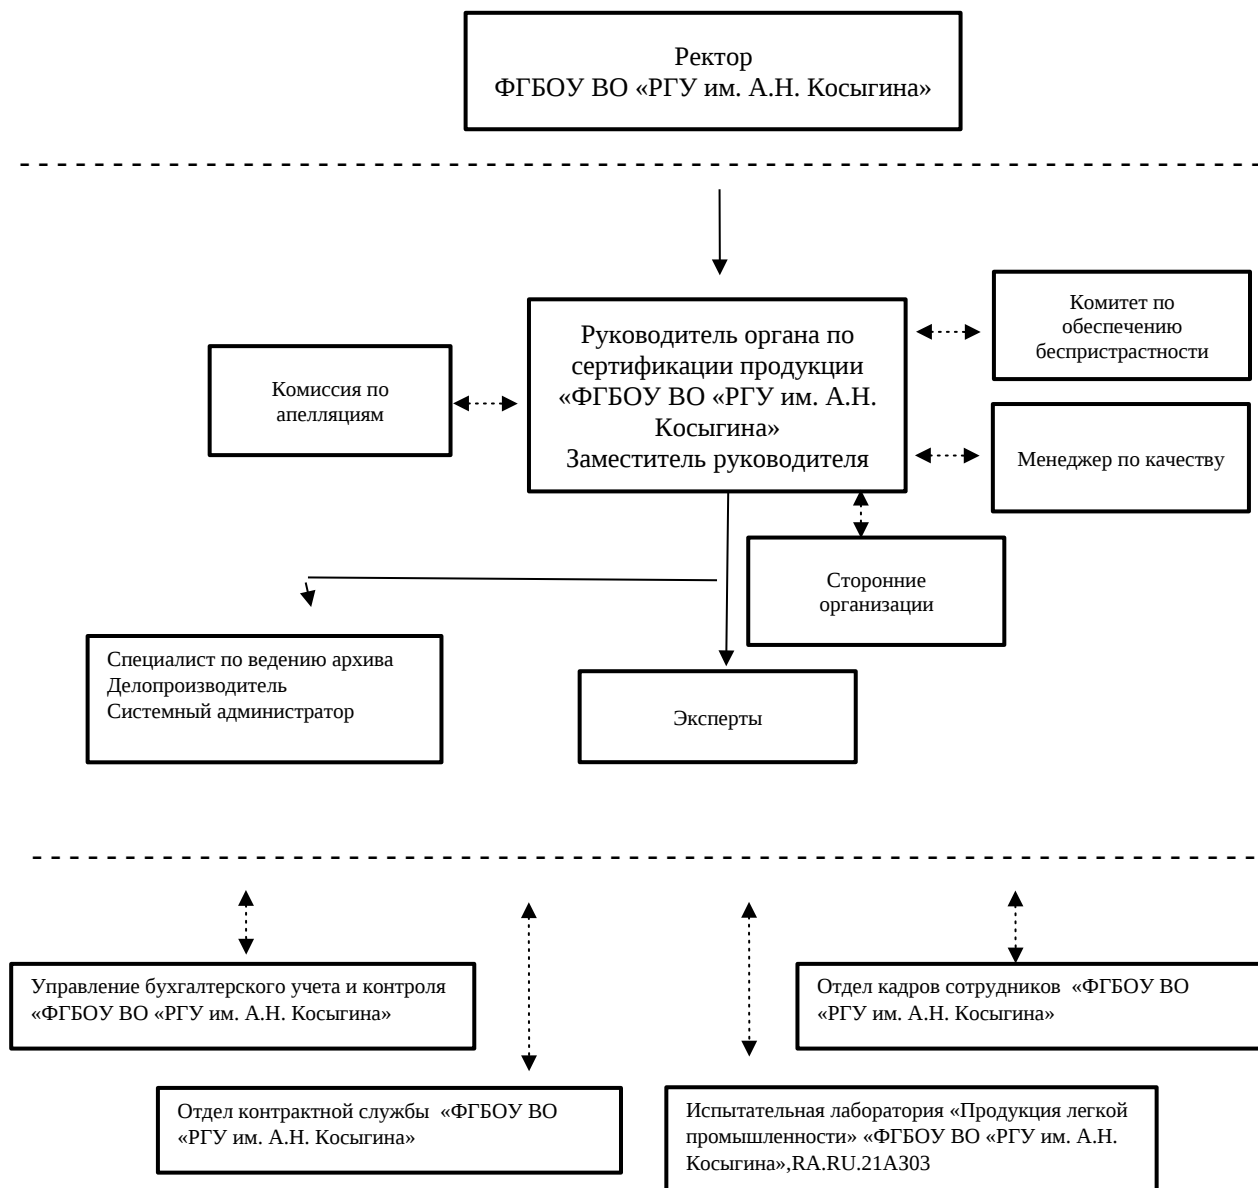 Ректор
ФГБОУ ВО «РГУ им. А.Н. Косыгина»
Комитет по
обеспечению
беспристрастности
Руководитель органа по
сертификации продукции
«ФГБОУ ВО «РГУ им. А.Н.
Косыгина»
Заместитель руководителя
Комиссия по
апелляциям
Менеджер по качеству
Сторонние
организации
Специалист по ведению архива
Делопроизводитель
Системный администратор
Эксперты
Управление бухгалтерского учета и контроля
«ФГБОУ ВО «РГУ им. А.Н. Косыгина»
Отдел кадров сотрудников «ФГБОУ ВО
«РГУ им. А.Н. Косыгина»
Отдел контрактной службы «ФГБОУ ВО
«РГУ им. А.Н. Косыгина»
Испытательная лаборатория «Продукция легкой
промышленности» «ФГБОУ ВО «РГУ им. А.Н.
Косыгина»,RA.RU.21АЗ03